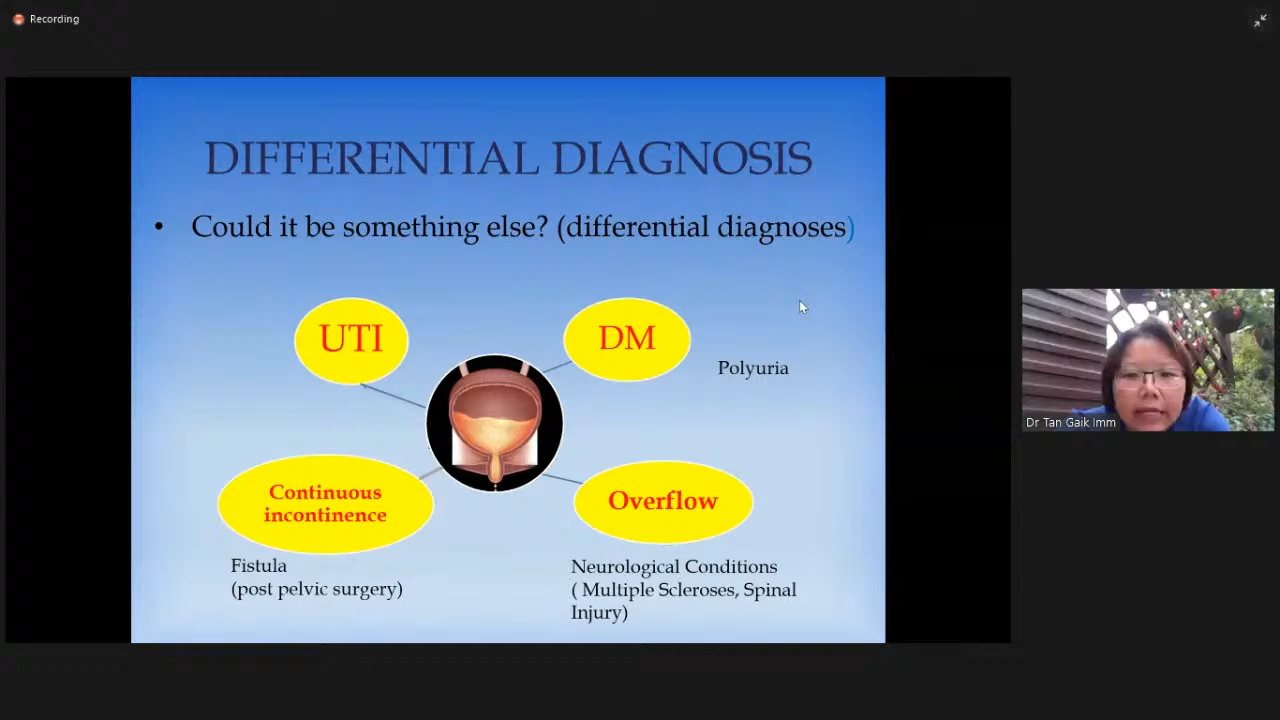 Recording
DIFFERENTIAL DIAGNOSIS
• Could it be something else? (differential diagnoses)
UTI
DM
Polyuria
Continuous
incontinence
Overflow
Fistula
(post pelvic surgery)
Neurological Conditions
( Multiple Scleroses, Spinal
Injury)
Dr Tan Gaik Imm